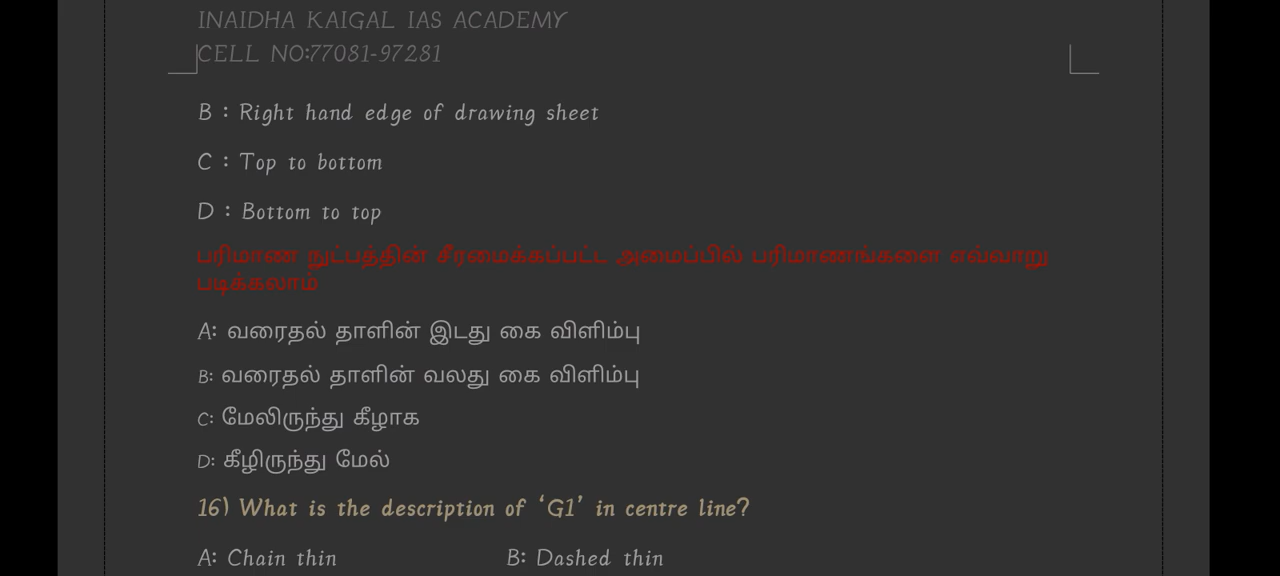 INAIDHA KAIGAL IAS ACADEMY
CELL NO:77081-97281
B : Right hand edge of drawing sheet
C : Top to bottom
D : Bottom to top
பரிமாண நுட்பத்தின் சீரமைக்கப்பட்ட அமைப்பில் பரிமாணங்களை எவ்வாறு
படிக்கலாம்
A: வரைதல் தாளின் இடது கை விளிம்பு
B: வரைதல் தாளின் வலது கை விளிம்பு
C: மேலிருந்து கீழாக
D: கீழிருந்து மேல்
16) What is the description of ‘G1’ in centre line?
A: Chain thin B: Dashed thin